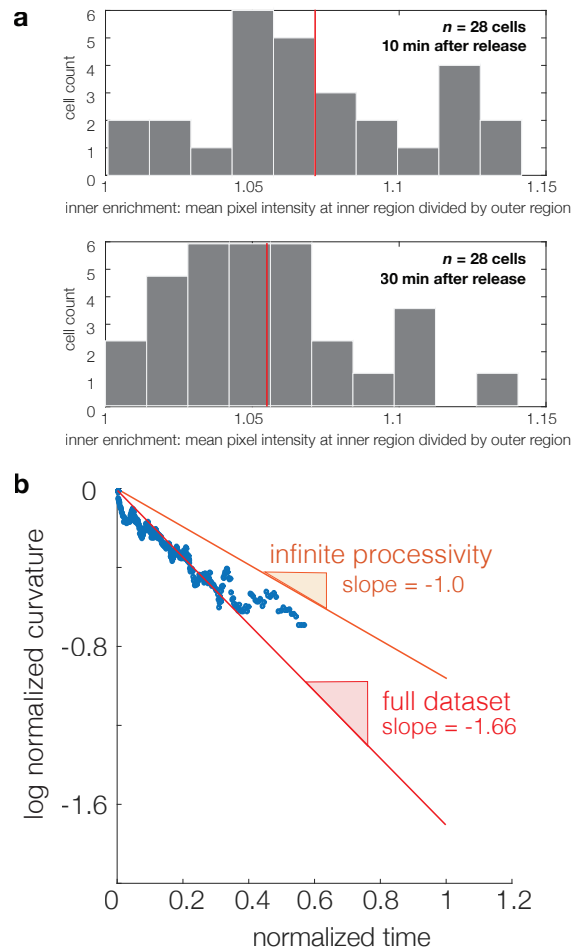 a
n = 28 cells
10 min after release
cell count
6
5
4
3
2
1
0
1
1.05
1.1
1.15
inner enrichment: mean pixel intensity at inner region divided by outer region
n = 28 cells
30 min after release
cell count
6
5
4
3
2
1
0
1
1.05
1.1
1.15
inner enrichment: mean pixel intensity at inner region divided by outer region
b
log normalized curvature
0
-0.8
-1.6
infinite processivity
slope = -1.0
full dataset
slope = -1.66
0
0.2
0.4
0.6
0.8
1
1.2
normalized time